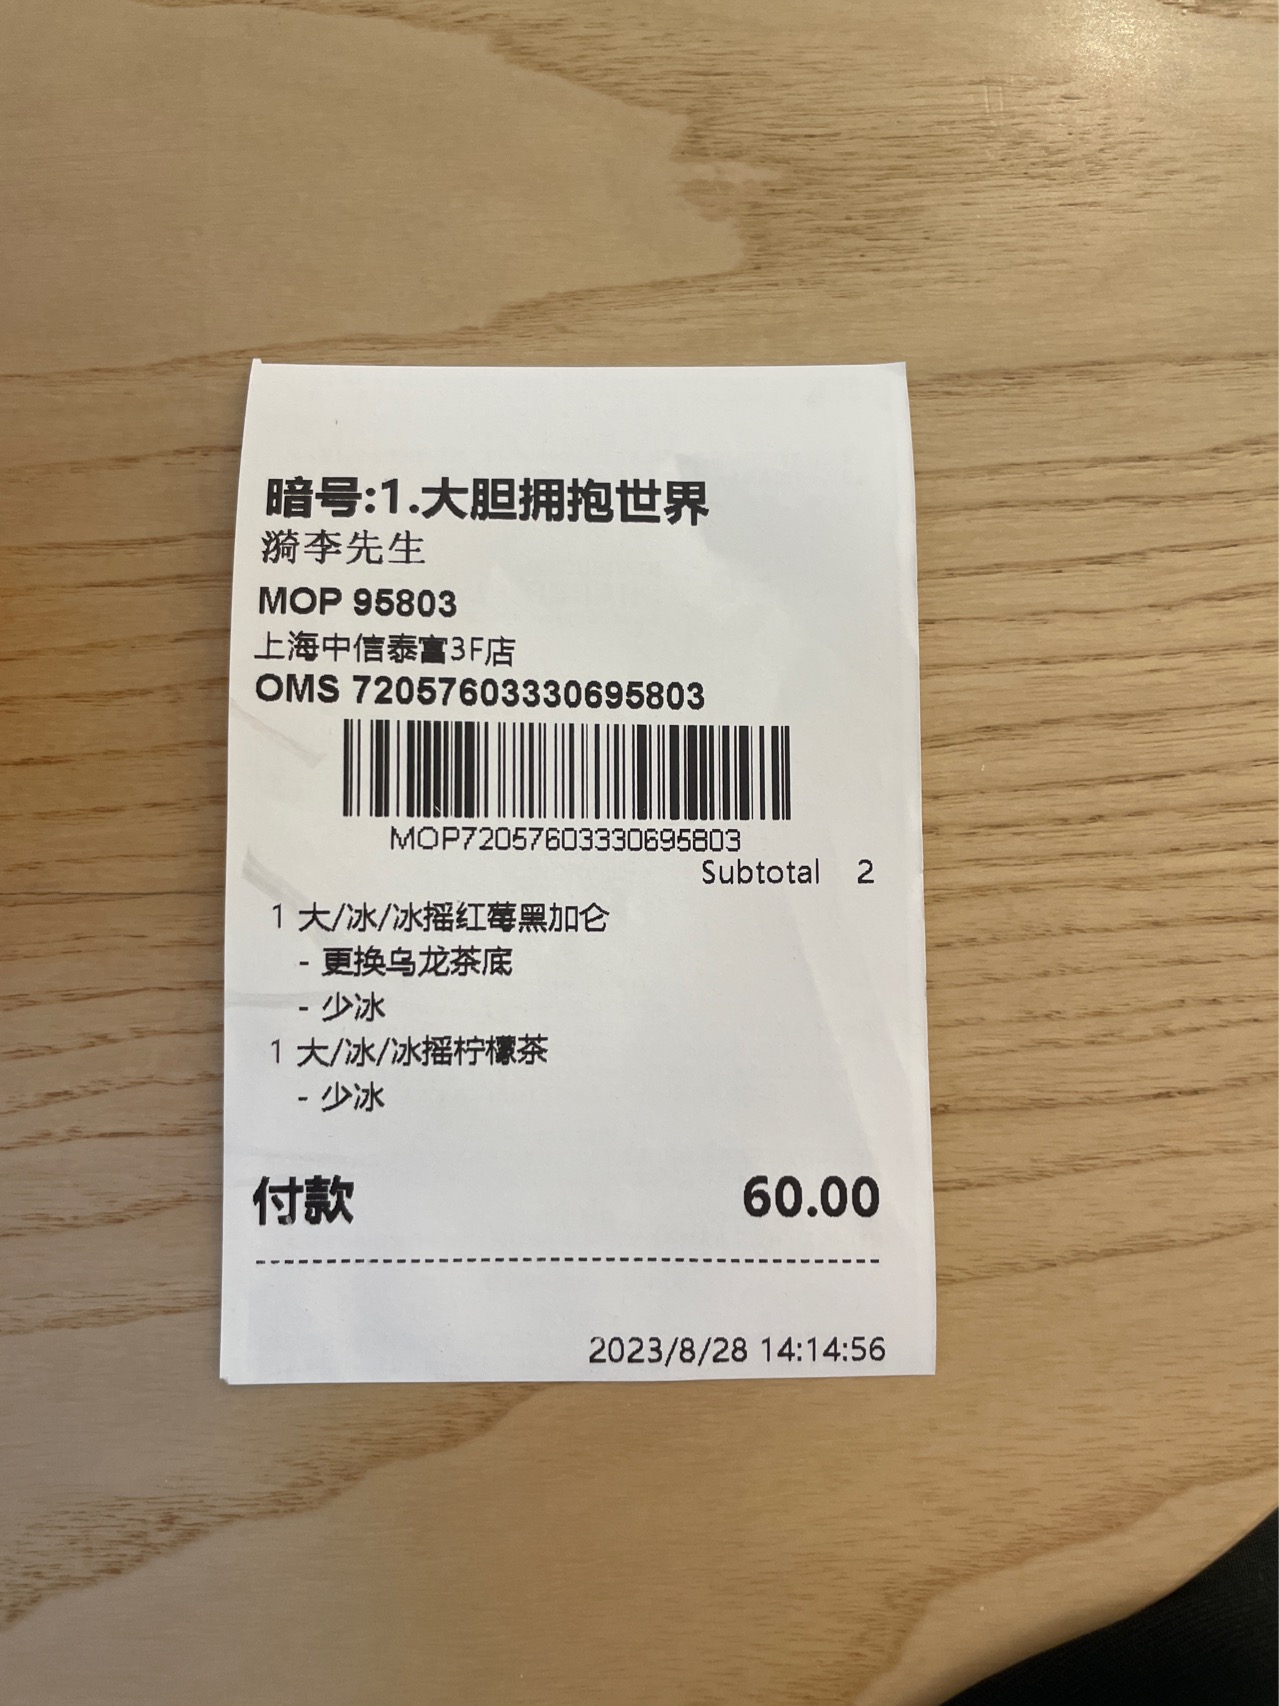 暗号:1.大胆拥抱世界
漪李先生
MOP 95803
上海中信泰富3F店
OMS 72057603330695803
MOP72057603330695803
Subtotal 2
1 大/冰/冰摇红莓黑加仑
- 更换乌龙茶底
- 少冰
1 大/冰/冰摇柠檬茶
- 少冰
付款 60.00
2023/8/28 14:14:56